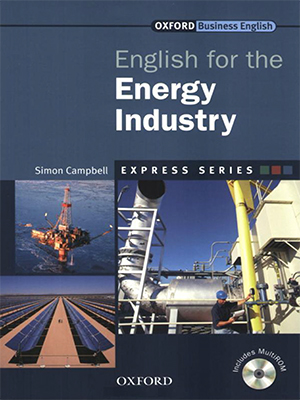 OXFORD Business English
English for the
Energy
Industry
Simon Campbell
EXPRESS SERIES
Includes MultiROM
OXFORD